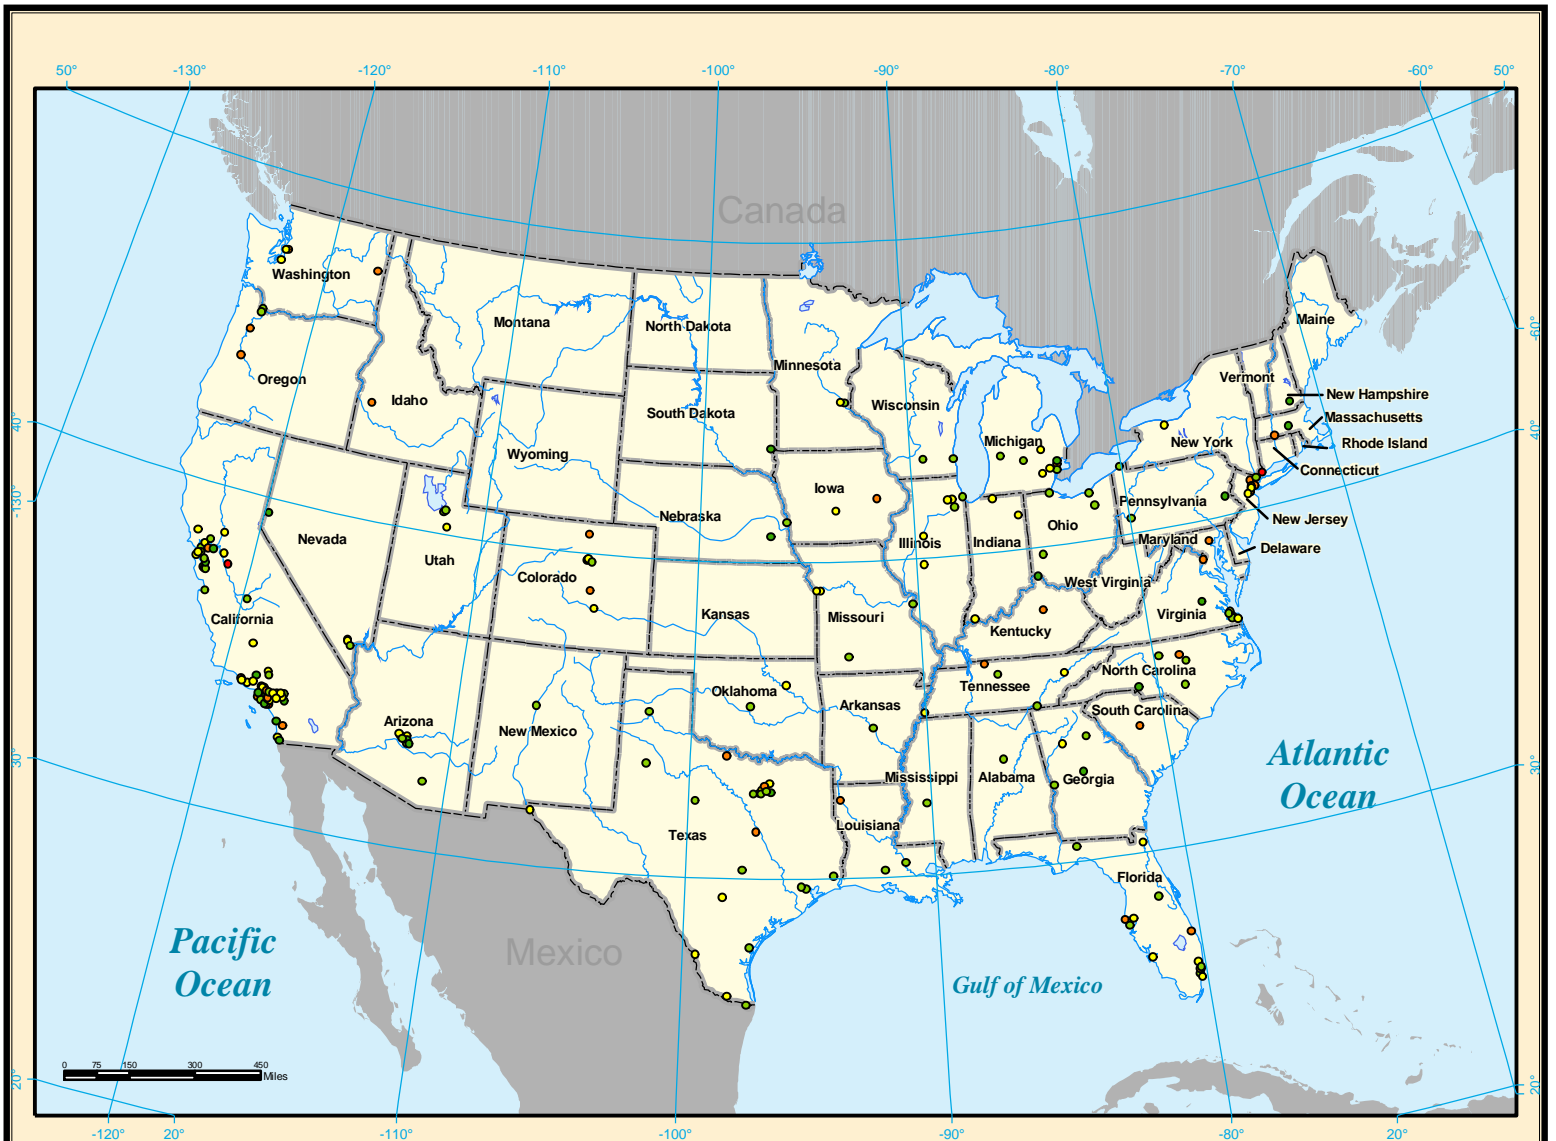 50° -130° -120° -110° -100° -90° -80° -70° -60° 50°
Canada
Washington
Montana
North Dakota
Minnesota
Maine
Oregon
Idaho
Wyoming
South Dakota
Wisconsin
Michigan
Vermont
New Hampshire
Massachusetts
New York
Rhode Island
Connecticut
Nevada
Utah
Colorado
Nebraska
Iowa
Illinois
Indiana
Ohio
Pennsylvania
New Jersey
Maryland
Delaware
West Virginia
Virginia
California
Kansas
Missouri
Kentucky
Arizona
New Mexico
Oklahoma
Arkansas
Tennessee
North Carolina
South Carolina
Texas
Louisiana
Mississippi
Alabama
Georgia
Florida
Atlantic
Ocean
Pacific
Ocean
Mexico
Gulf of Mexico
40°
-130°
30°
20°
60°
40°
30°
20°
0 75 150 300 450
Miles
-120° 20° -110° -100° -90° -70° 20°